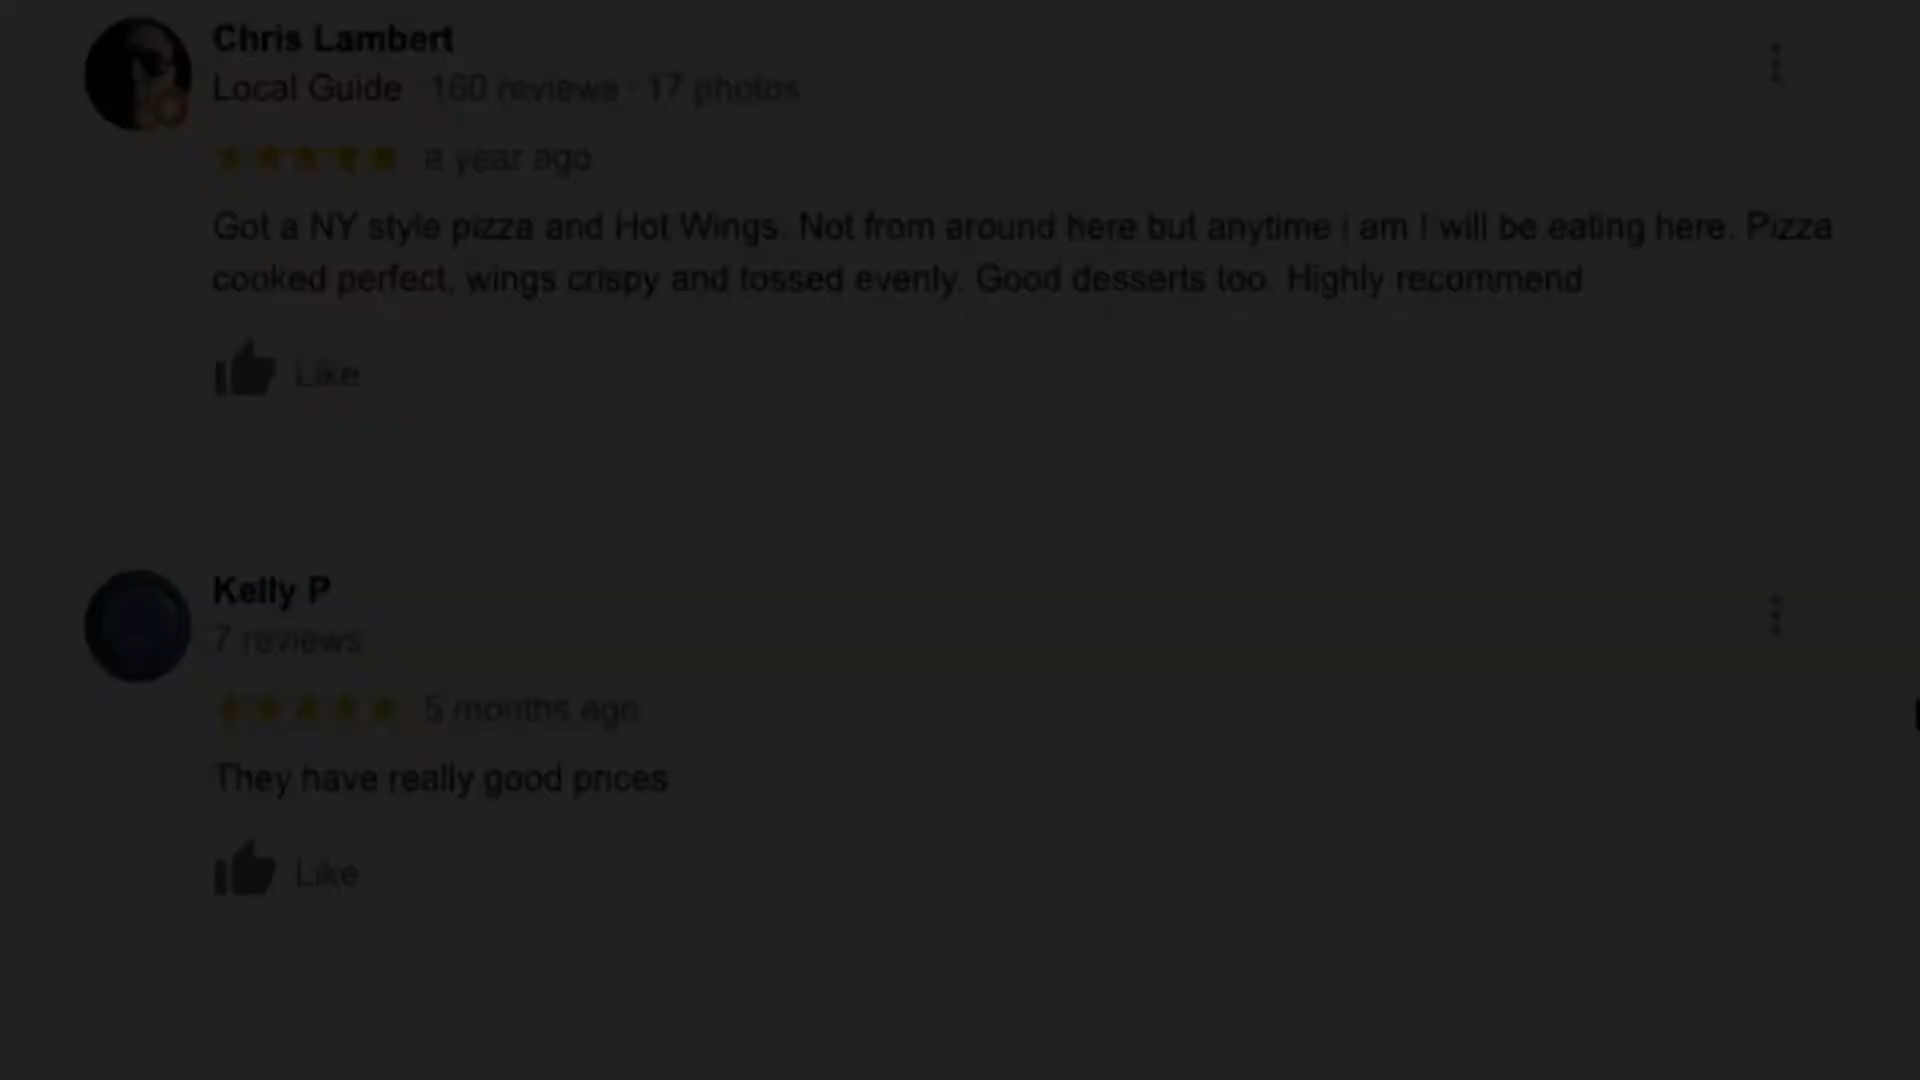 Chris Lambert
Local Guide · 160 reviews · 17 photos
a year ago
Got a NY style pizza and Hot Wings. Not from around here but anytime i am I will be eating here. Pizza
cooked perfect, wings crispy and tossed evenly. Good desserts too. Highly recommend
Like
Kelly P
7 reviews
5 months ago
They have really good prices
Like